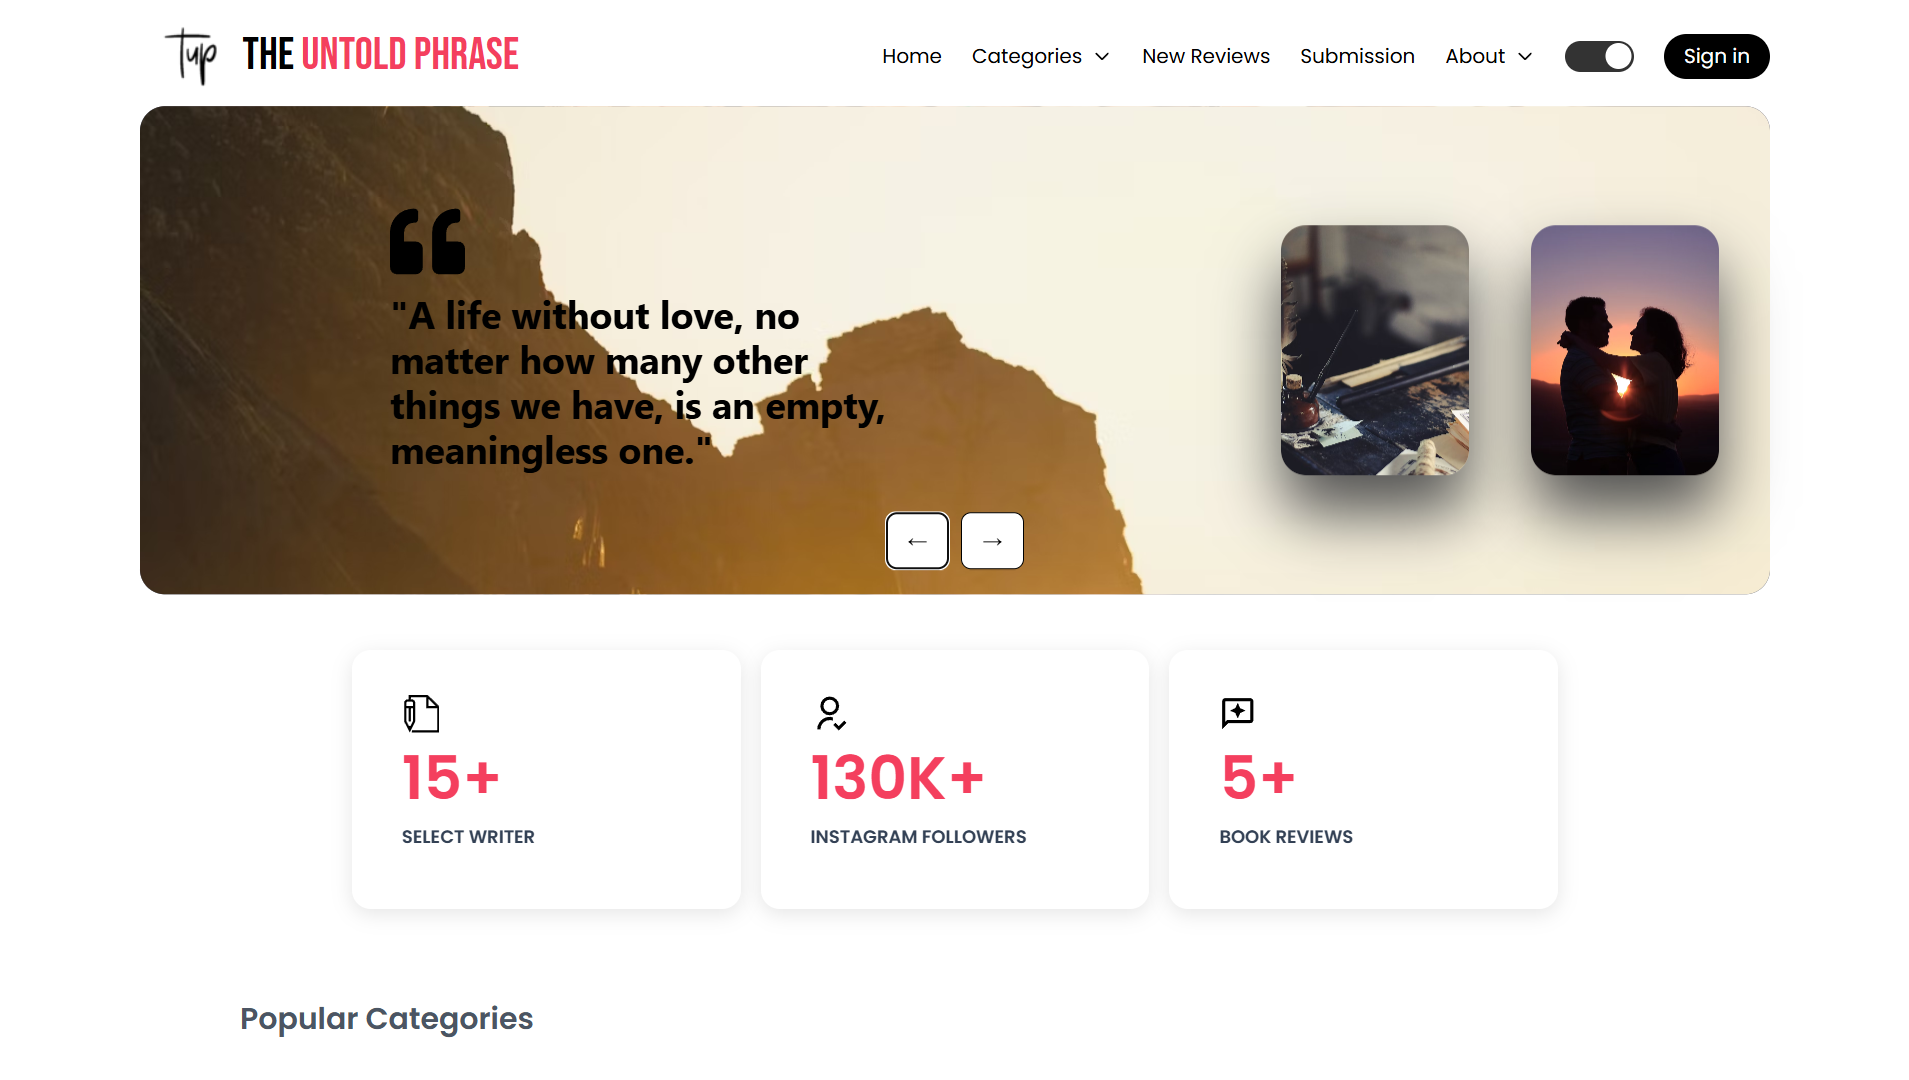 Tup
THE UNTOLD PHRASE
Home
Categories
New Reviews
Submission
About
Sign in
"A life without love, no
matter how many other
things we have, is an empty,
meaningless one."
←
→
15+
SELECT WRITER
130K+
INSTAGRAM FOLLOWERS
5+
BOOK REVIEWS
Popular Categories